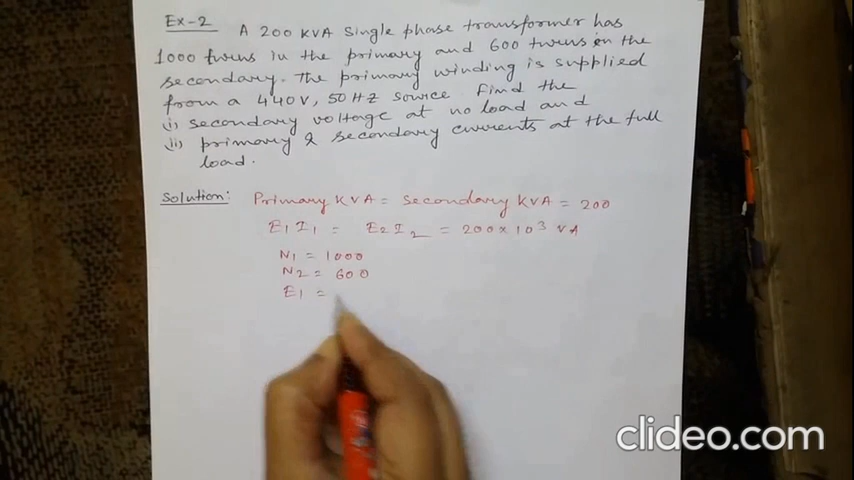 Ex-2 A 200 KVA single phase transformer has
1000 turns in the primary and 600 turns in the
secondary. The primary winding is supplied
from a 440V, 50 HZ source Find the
(i) secondary voltage at no load and
(ii) primary & secondary currents at the full
load.
Solution: Primary KVA = Secondary KVA = 200
E1 I1 = E2 I2 = 200 × 10³ VA
N1 = 1000
N2 = 600
E1 =
clideo.com